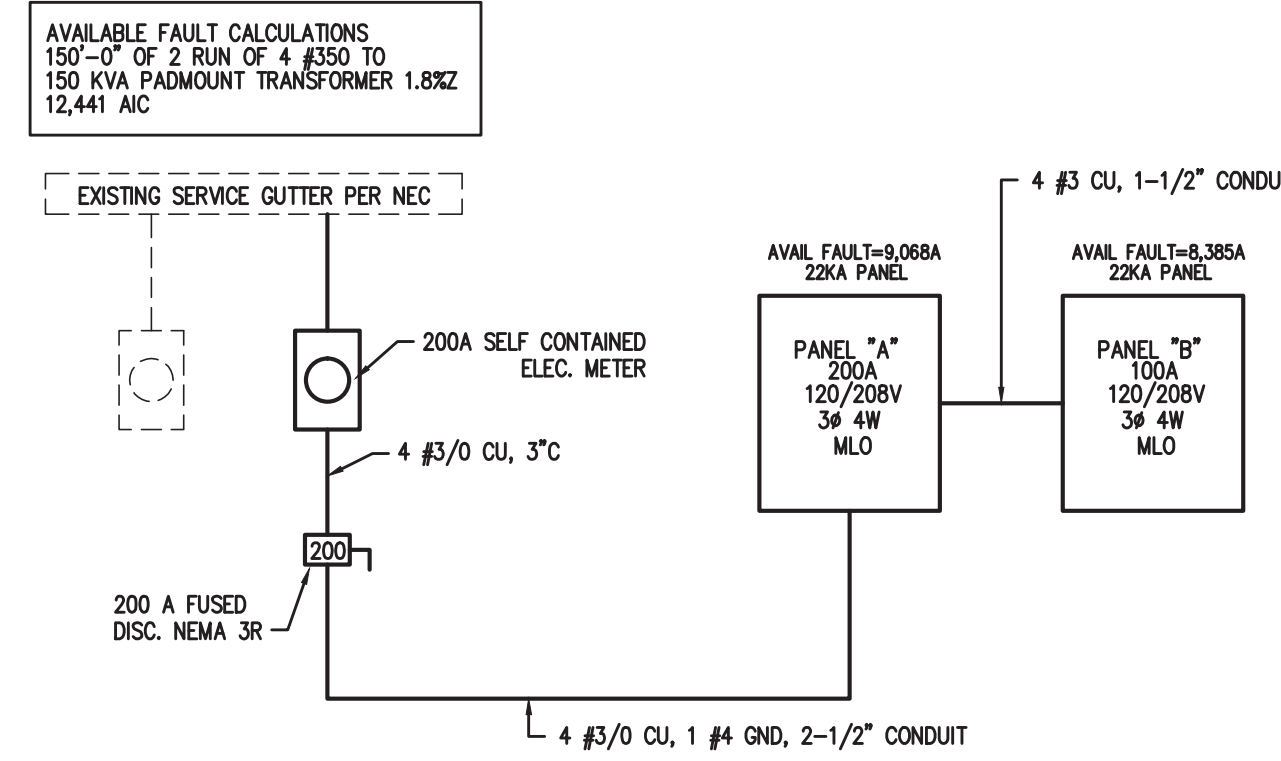 AVAILABLE FAULT CALCULATIONS
150'-0" OF 2 RUN OF 4 #350 TO
150 KVA PADMOUNT TRANSFORMER 1.8%Z
12,441 AIC
EXISTING SERVICE GUTTER PER NEC
4 #3 CU, 1-1/2" CONDU
AVAIL FAULT=9,068A
22KA PANEL
AVAIL FAULT=8,385A
22KA PANEL
200A SELF CONTAINED
ELEC. METER
PANEL "A"
200A
120/208V
3ø 4W
MLO
PANEL "B"
100A
120/208V
3ø 4W
MLO
4 #3/0 CU, 3"C
200
200 A FUSED
DISC. NEMA 3R
4 #3/0 CU, 1 #4 GND, 2-1/2" CONDUIT